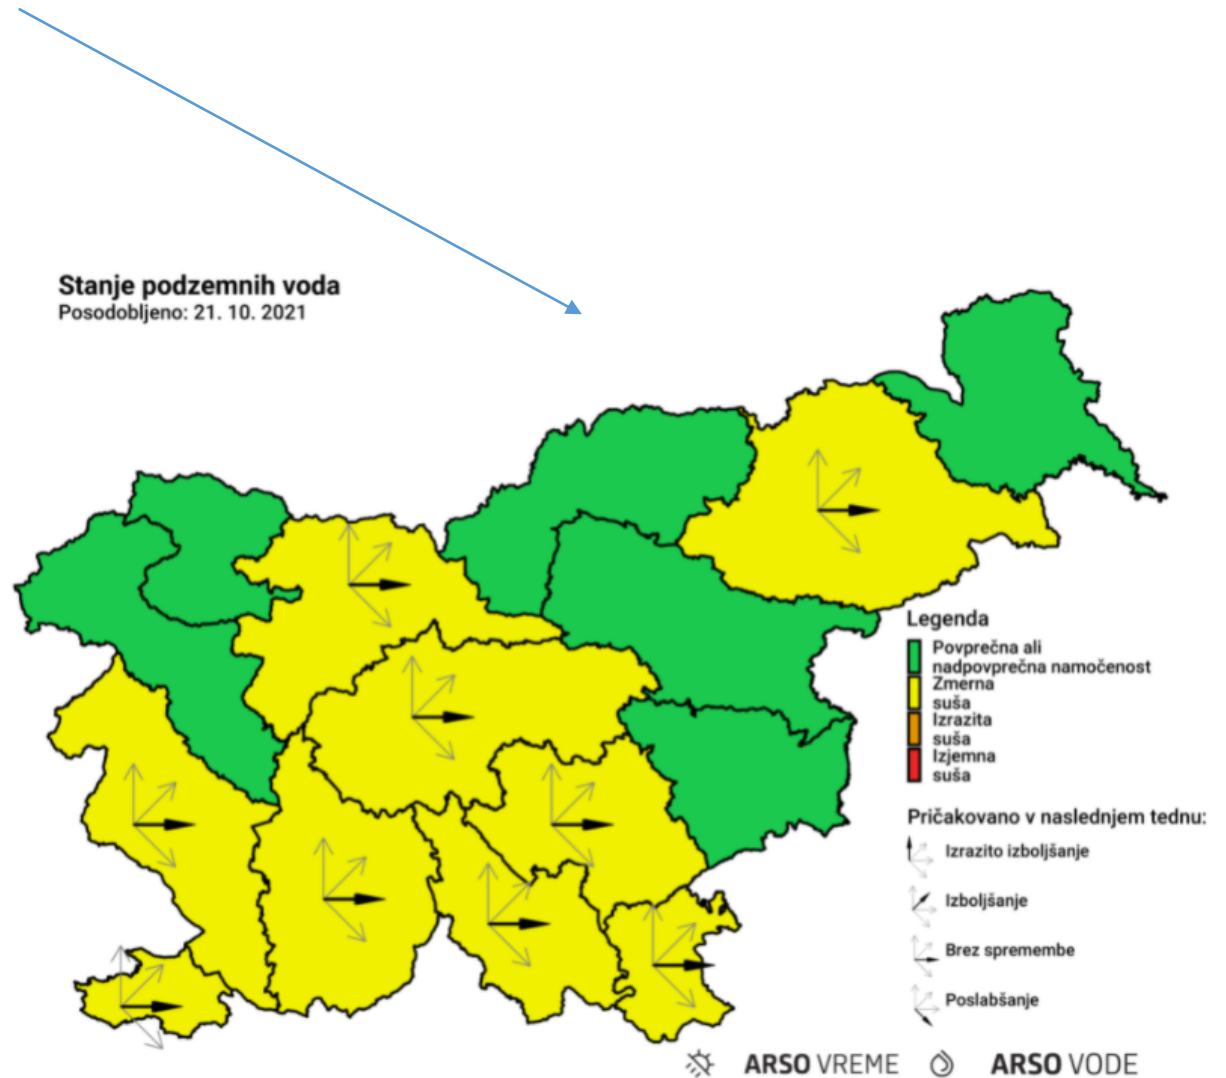 Stanje podzemnih voda
Posodobljeno: 21. 10. 2021
Legenda
Povprečna ali
nadpovprečna namočenost
Zmerna
suša
Izrazita
suša
Izjemna
suša
Pričakovano v naslednjem tednu:
Izrazito izboljšanje
Izboljšanje
Brez spremembe
Poslabšanje
ARSO VREME ARSO VODE